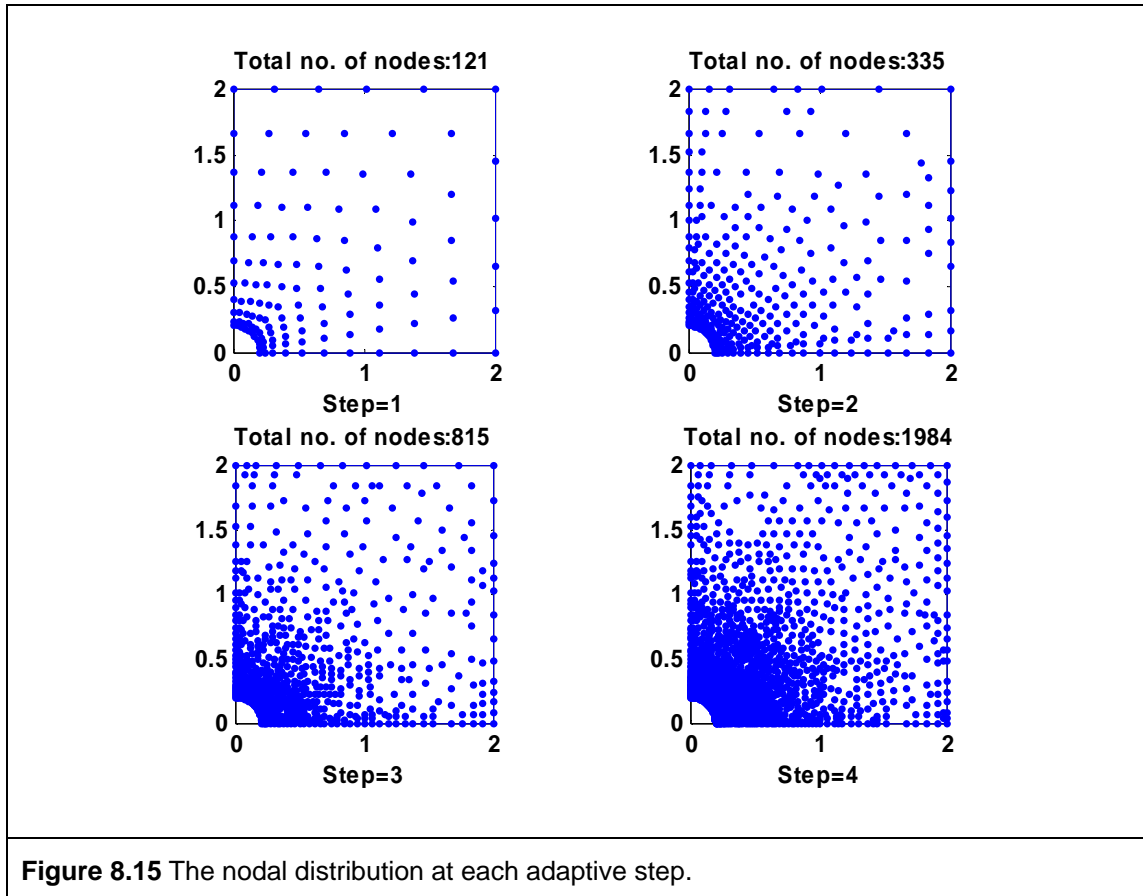 Total no. of nodes:121
2
1.5
1
0.5
0
0 1 2
Step=1
Total no. of nodes:335
2
1.5
1
0.5
0
0 1 2
Step=2
Total no. of nodes:815
2
1.5
1
0.5
0
0 1 2
Step=3
Total no. of nodes:1984
2
1.5
1
0.5
0
0 1 2
Step=4
Figure 8.15 The nodal distribution at each adaptive step.